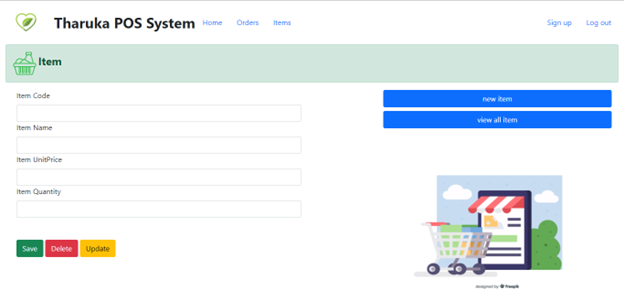 Tharuka POS System Home Orders Items Sign up Log out
Item
Item Code
new item
view all item
Item Name
Item UnitPrice
Item Quantity
Save Delete Update
designed by freepik